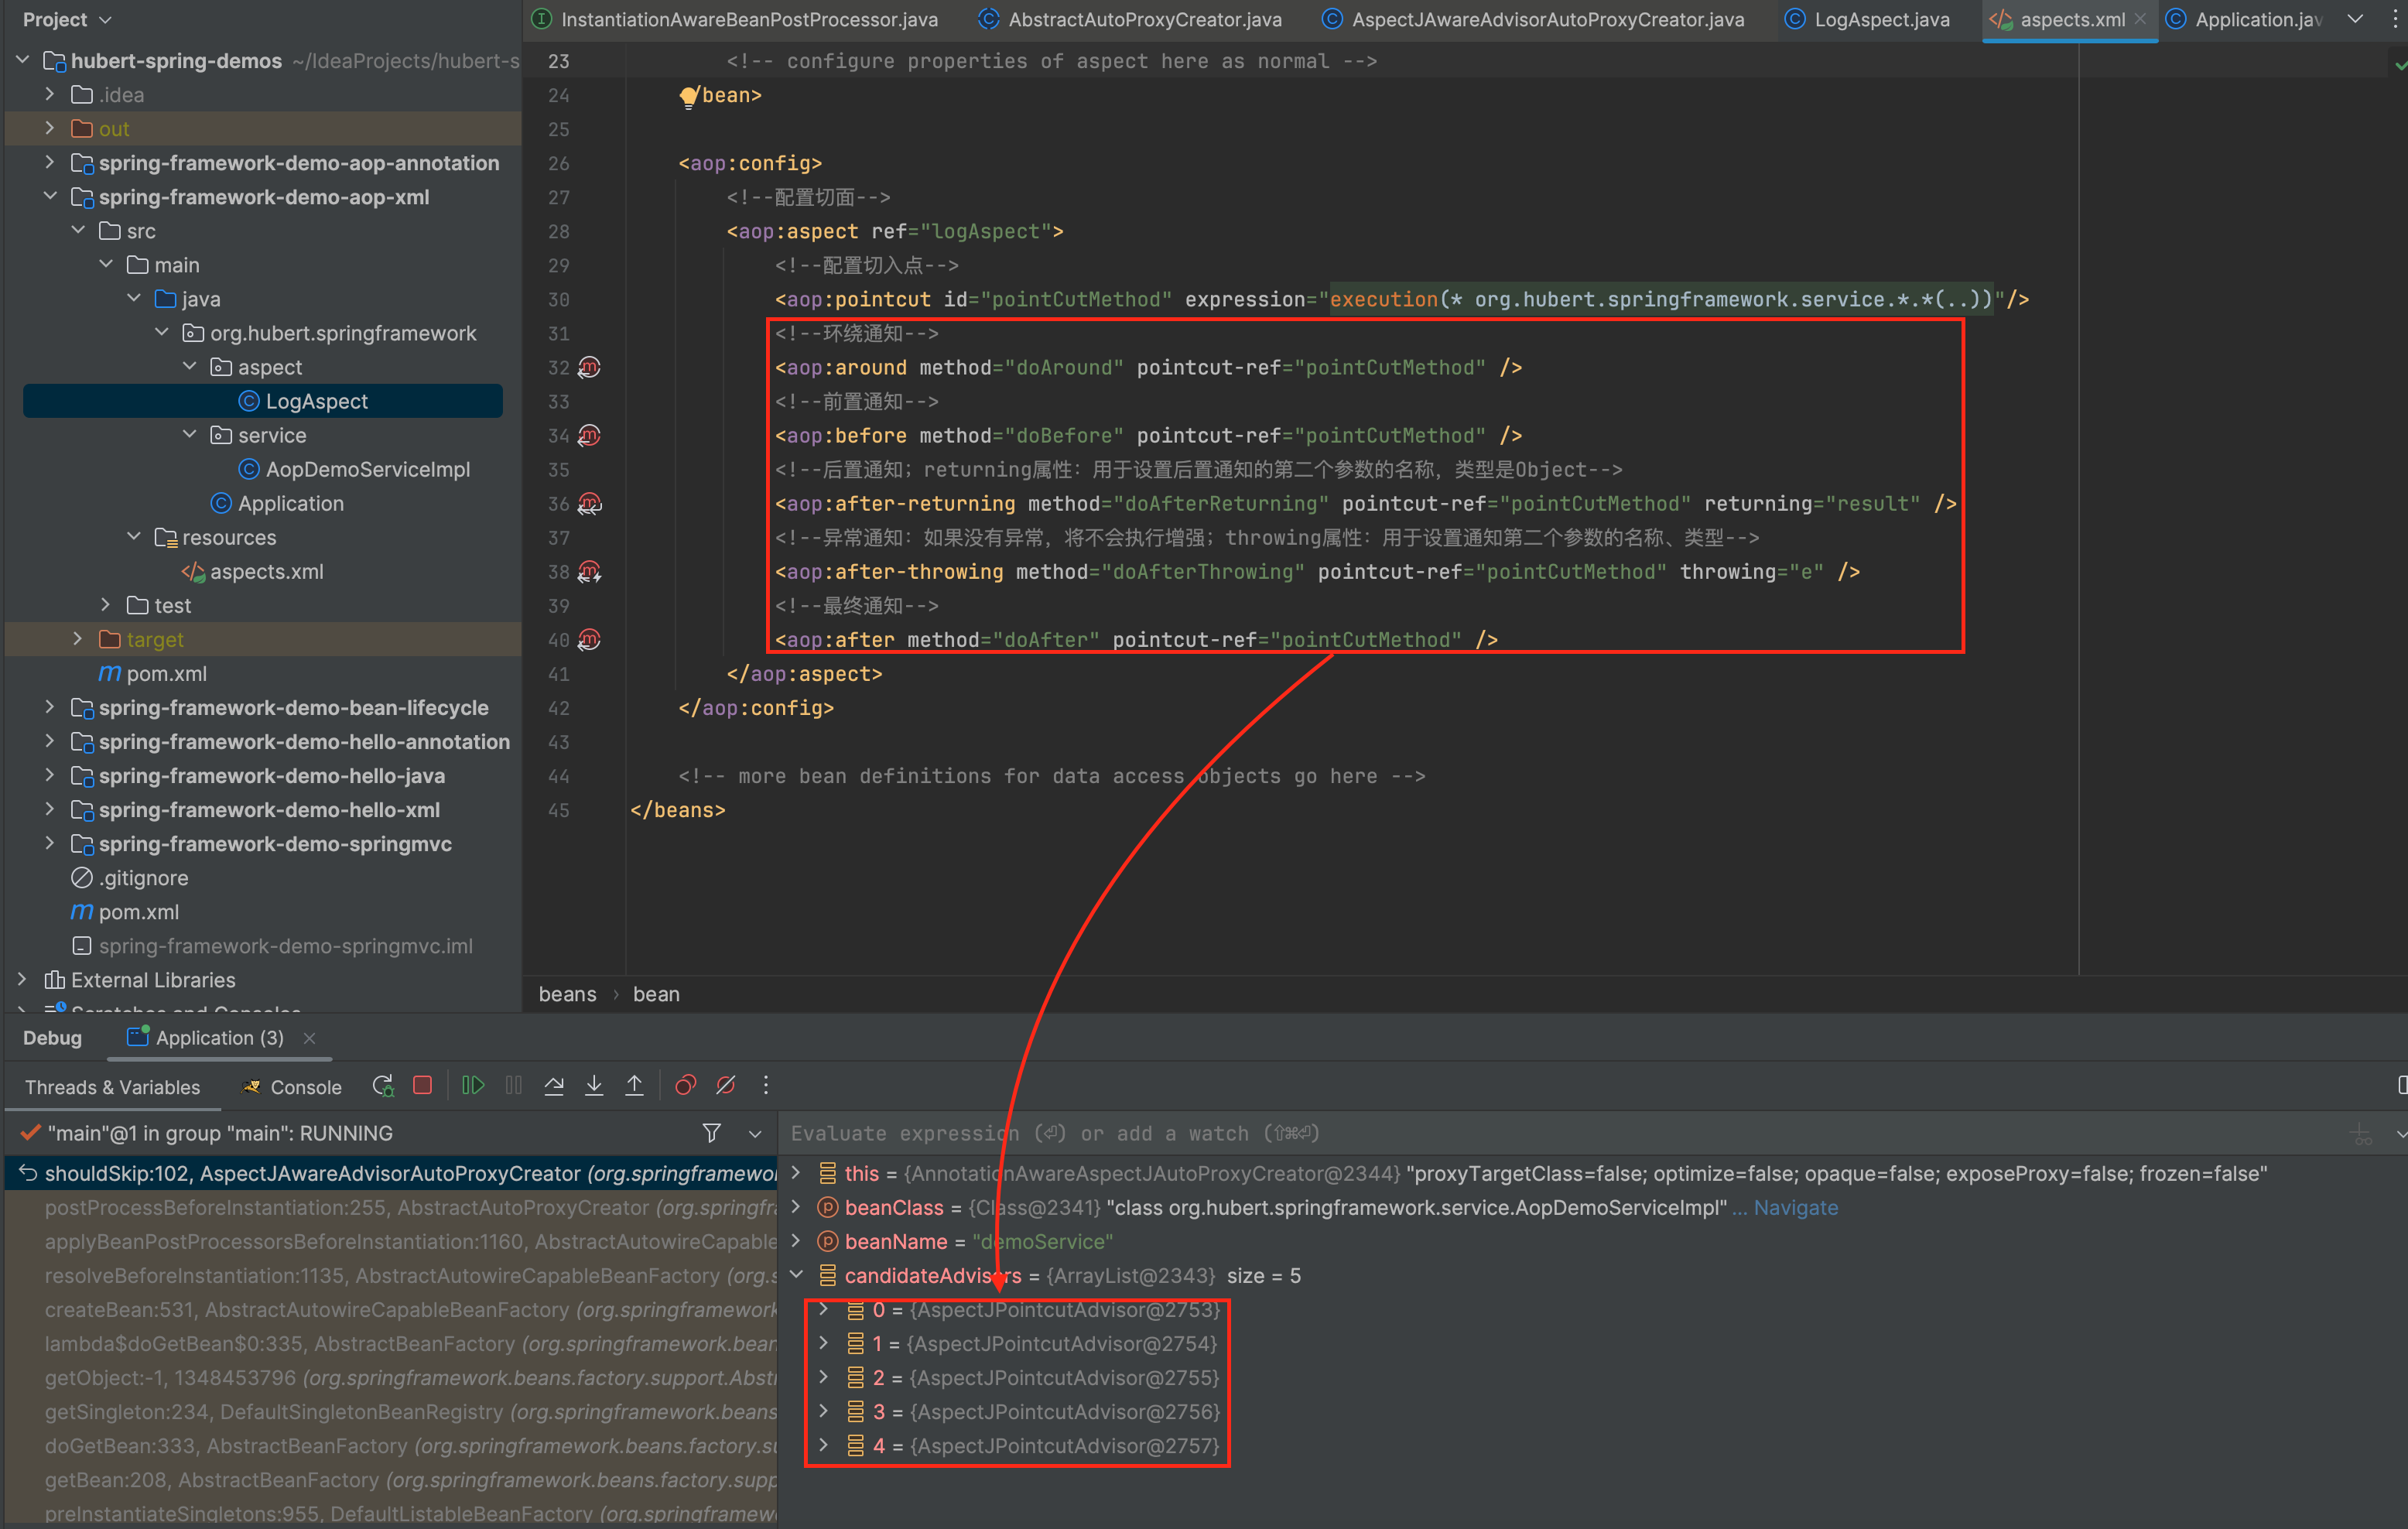 Project
InstantiationAwareBeanPostProcessor.java
AbstractAutoProxyCreator.java
AspectJAwareAdvisorAutoProxyCreator.java
LogAspect.java
aspects.xml
Application.jav
hubert-spring-demos ~/IdeaProjects/hubert-s
.idea
out
spring-framework-demo-aop-annotation
spring-framework-demo-aop-xml
src
main
java
org.hubert.springframework
aspect
LogAspect
service
AopDemoServiceImpl
Application
resources
aspects.xml
test
target
pom.xml
spring-framework-demo-bean-lifecycle
spring-framework-demo-hello-annotation
spring-framework-demo-hello-java
spring-framework-demo-hello-xml
spring-framework-demo-springmvc
.gitignore
pom.xml
spring-framework-demo-springmvc.iml
External Libraries
Scratches and Consoles
23 <!-- configure properties of aspect here as normal -->
24 /bean>
25
26 <aop:config>
27 <!--配置切面-->
28 <aop:aspect ref="logAspect">
29 <!--配置切入点-->
30 <aop:pointcut id="pointCutMethod" expression="execution(* org.hubert.springframework.service.*.*(..))"/>
31 <!--环绕通知-->
32 <aop:around method="doAround" pointcut-ref="pointCutMethod" />
33 <!--前置通知-->
34 <aop:before method="doBefore" pointcut-ref="pointCutMethod" />
35 <!--后置通知；returning属性：用于设置后置通知的第二个参数的名称，类型是Object-->
36 <aop:after-returning method="doAfterReturning" pointcut-ref="pointCutMethod" returning="result" />
37 <!--异常通知：如果没有异常，将不会执行增强；throwing属性：用于设置通知第二个参数的名称、类型-->
38 <aop:after-throwing method="doAfterThrowing" pointcut-ref="pointCutMethod" throwing="e" />
39 <!--最终通知-->
40 <aop:after method="doAfter" pointcut-ref="pointCutMethod" />
41 </aop:aspect>
42 </aop:config>
43
44 <!-- more bean definitions for data access objects go here -->
45 </beans>
beans › bean
Debug Application (3)
Threads & Variables Console
"main"@1 in group "main": RUNNING
shouldSkip:102, AspectJAwareAdvisorAutoProxyCreator (org.springframewor
postProcessBeforeInstantiation:255, AbstractAutoProxyCreator (org.springfra
applyBeanPostProcessorsBeforeInstantiation:1160, AbstractAutowireCapable
resolveBeforeInstantiation:1135, AbstractAutowireCapableBeanFactory (org.s
createBean:531, AbstractAutowireCapableBeanFactory (org.springframework
lambda$doGetBean$0:335, AbstractBeanFactory (org.springframework.bean
getObject:-1, 1348453796 (org.springframework.beans.factory.support.Abstr
getSingleton:234, DefaultSingletonBeanRegistry (org.springframework.beans
doGetBean:333, AbstractBeanFactory (org.springframework.beans.factory.su
getBean:208, AbstractBeanFactory (org.springframework.beans.factory.supp
preInstantiateSingletons:955, DefaultListableBeanFactory (org.springframew
Evaluate expression (⏎) or add a watch (⇧⌘⏎)
this = {AnnotationAwareAspectJAutoProxyCreator@2344} "proxyTargetClass=false; optimize=false; opaque=false; exposeProxy=false; frozen=false"
beanClass = {Class@2341} "class org.hubert.springframework.service.AopDemoServiceImpl" ... Navigate
beanName = "demoService"
candidateAdvisors = {ArrayList@2343} size = 5
0 = {AspectJPointcutAdvisor@2753}
1 = {AspectJPointcutAdvisor@2754}
2 = {AspectJPointcutAdvisor@2755}
3 = {AspectJPointcutAdvisor@2756}
4 = {AspectJPointcutAdvisor@2757}